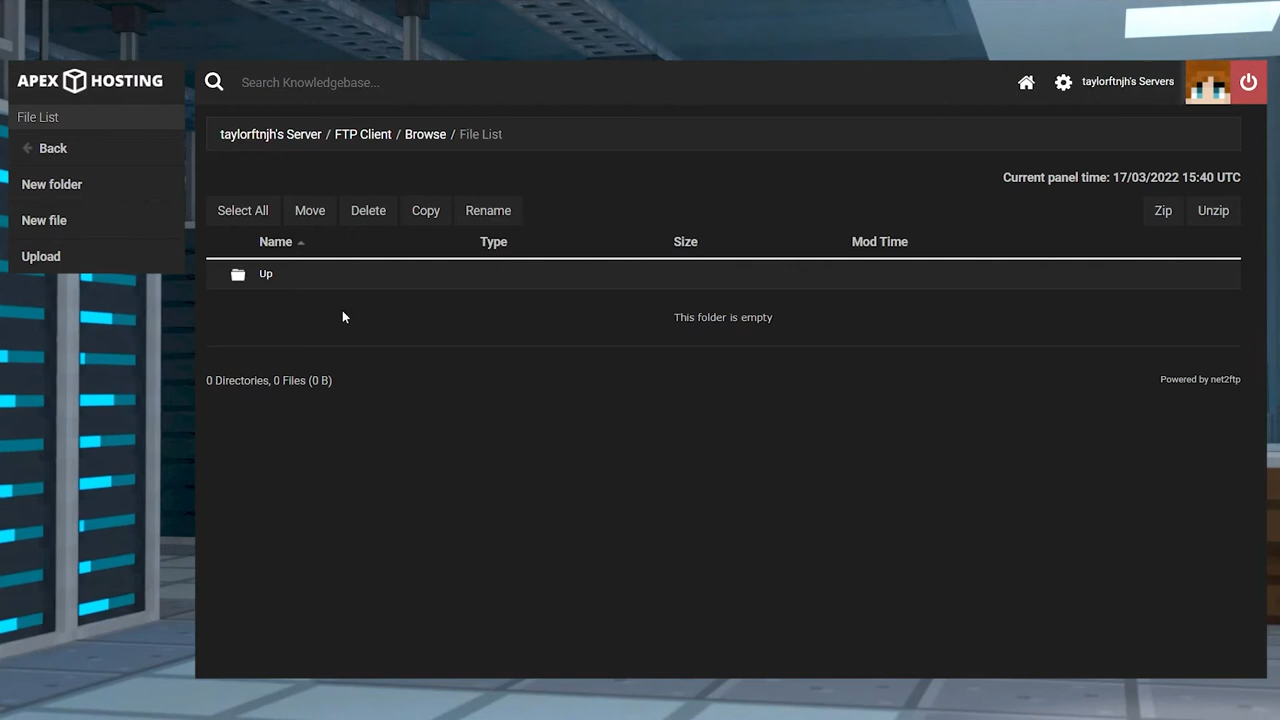 APEX HOSTING
Search Knowledgebase...
taylorftnjh's Servers
File List
Back
New folder
New file
Upload
taylorftnjh's Server / FTP Client / Browse / File List
Current panel time: 17/03/2022 15:40 UTC
Select All Move Delete Copy Rename Zip Unzip
Name Type Size Mod Time
Up
This folder is empty
0 Directories, 0 Files (0 B)
Powered by net2ftp